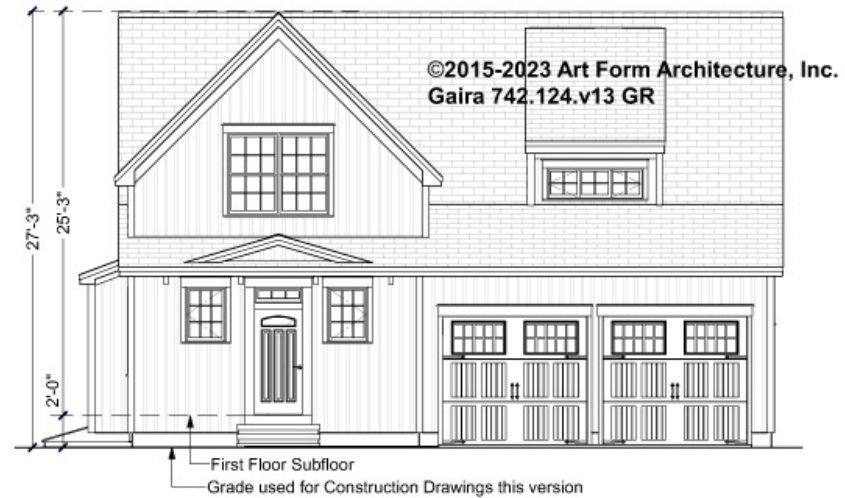 ©2015-2023 Art Form Architecture, Inc.
Gaira 742.124.v13 GR
27'-3"
25'-3"
2'-0"
First Floor Subfloor
Grade used for Construction Drawings this version